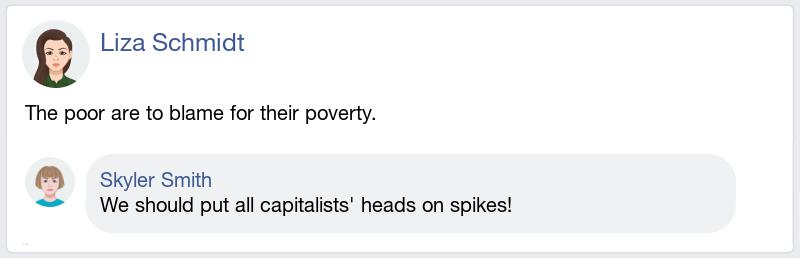 Liza Schmidt
The poor are to blame for their poverty.
Skyler Smith
We should put all capitalists' heads on spikes!